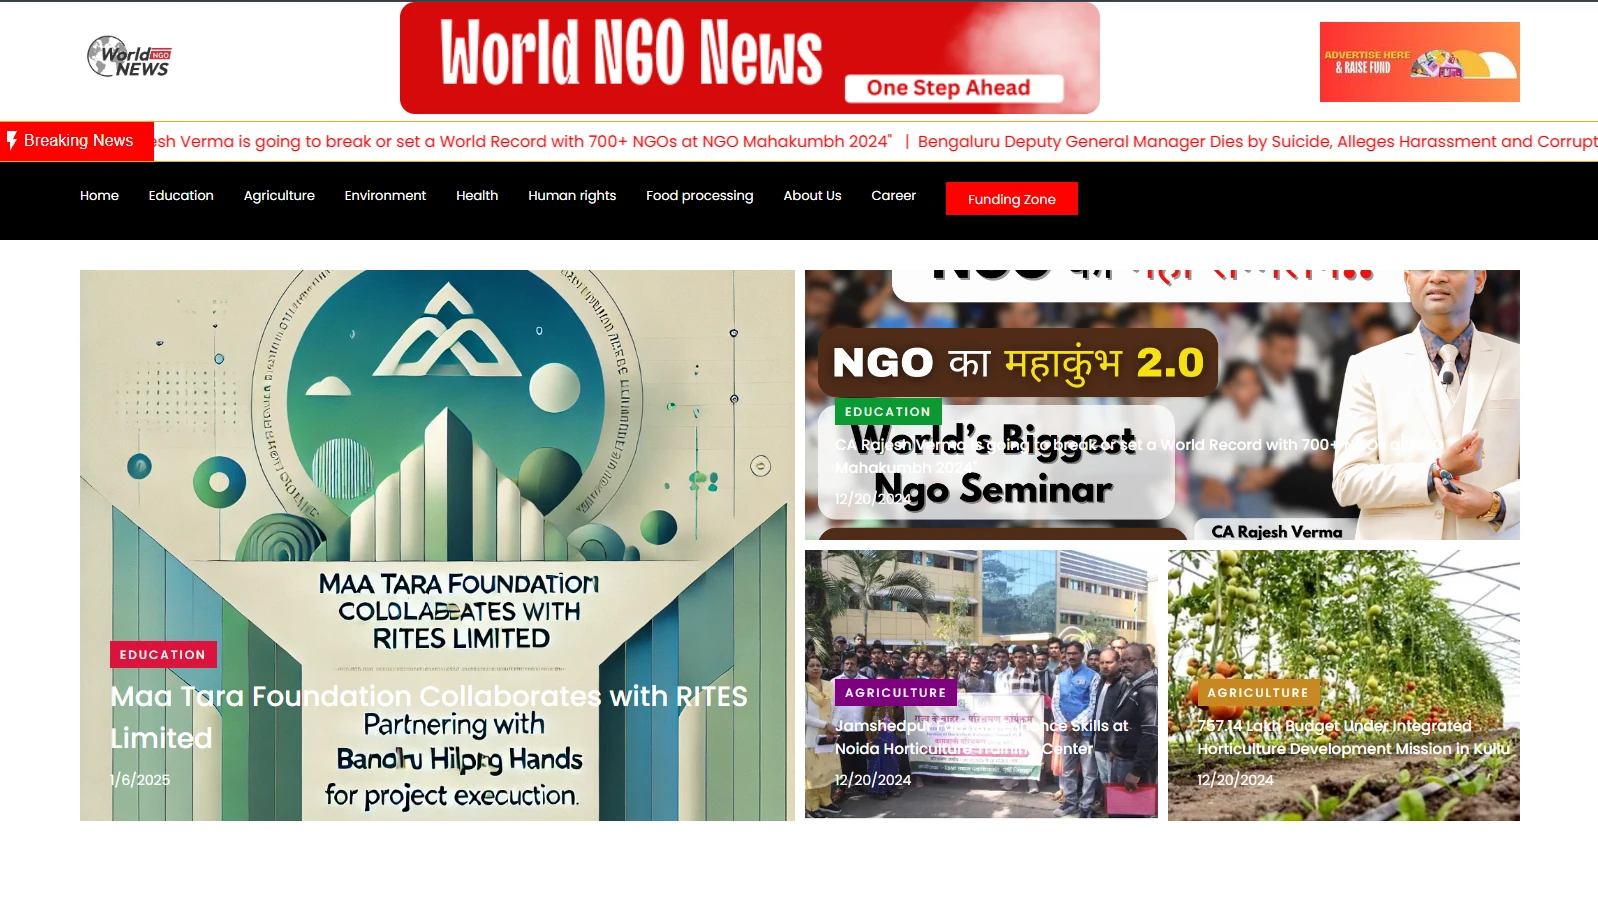 World NGO
NEWS
World NGO News
One Step Ahead
ADVERTISE HERE
& RAISE FUND
Breaking News
esh Verma is going to break or set a World Record with 700+ NGOs at NGO Mahakumbh 2024" | Bengaluru Deputy General Manager Dies by Suicide, Alleges Harassment and Corrupt
Home Education Agriculture Environment Health Human rights Food processing About Us Career Funding Zone
MAA TARA FOUNDATION
COLOLABEATES WITH
RITES LIMITED
EDUCATION
Maa Tara Foundation Collaborates with RITES
Limited
Partnering with
Bandlu Hilprg Hands
for project execution.
1/6/2025
NGO का
NGO का महाकुंभ 2.0
World's Biggest
Ngo Seminar
CA Rajesh Verma
EDUCATION
CA Rajesh Verma is going to break or set a World Record with 700+ NGOs at NGO
Mahakumbh 2024"
12/20/2024
AGRICULTURE
Jamshedpur Farmers Enhance Skills at
Noida Horticulture Training Center
12/20/2024
AGRICULTURE
757.14 Lakh Budget Under Integrated
Horticulture Development Mission in Kullu
12/20/2024